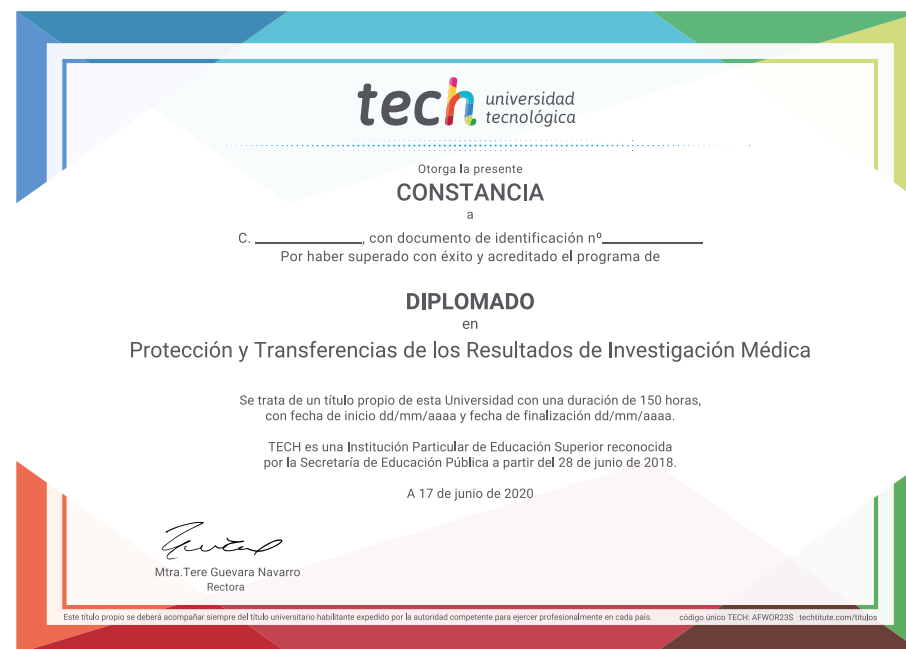 tech universidad
tecnológica
Otorga la presente
CONSTANCIA
a
C. ____________, con documento de identificación nº____________
Por haber superado con éxito y acreditado el programa de
DIPLOMADO
en
Protección y Transferencias de los Resultados de Investigación Médica
Se trata de un título propio de esta Universidad con una duración de 150 horas,
con fecha de inicio dd/mm/aaaa y fecha de finalización dd/mm/aaaa.
TECH es una Institución Particular de Educación Superior reconocida
por la Secretaría de Educación Pública a partir del 28 de junio de 2018.
A 17 de junio de 2020
Mtra.Tere Guevara Navarro
Rectora
Este título propio se deberá acompañar siempre del título universitario habilitante expedido por la autoridad competente para ejercer profesionalmente en cada país. código único TECH: AFWOR23S techtitute.com/titulos